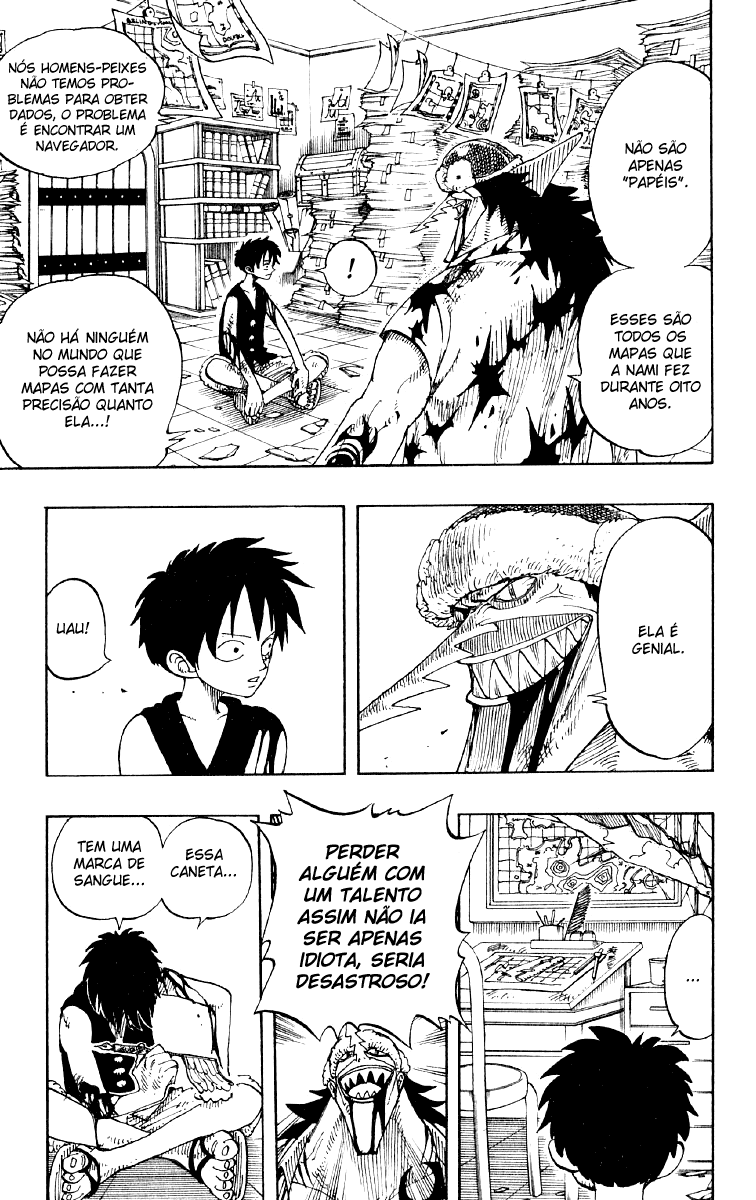 NÃO SÃO
APENAS
"PAPÉIS".
ESSES SÃO
TODOS OS
MAPAS QUE
A NAMI FEZ
DURANTE OITO
ANOS.
!
NÓS HOMENS-PEIXES
NÃO TEMOS PRO-
BLEMAS PARA OBTER
DADOS, O PROBLEMA
É ENCONTRAR UM
NAVEGADOR.
NÃO HÁ NINGUÉM
NO MUNDO QUE
POSSA FAZER
MAPAS COM TANTA
PRECISÃO QUANTO
ELA...!
ELA É
GENIAL.
UAU!
...
PERDER
ALGUÉM COM
UM TALENTO
ASSIM NÃO IA
SER APENAS
IDIOTA, SERIA
DESASTROSO!
ESSA
CANETA...
TEM UMA
MARCA DE
SANGUE...